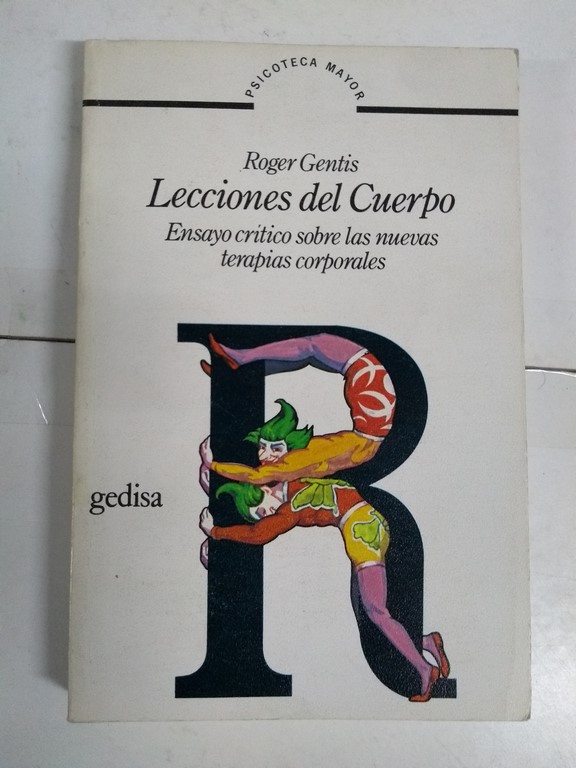 PSICOTECA MAYOR
Roger Gentis
Lecciones del Cuerpo
Ensayo crítico sobre las nuevas
terapias corporales
gedisa
R